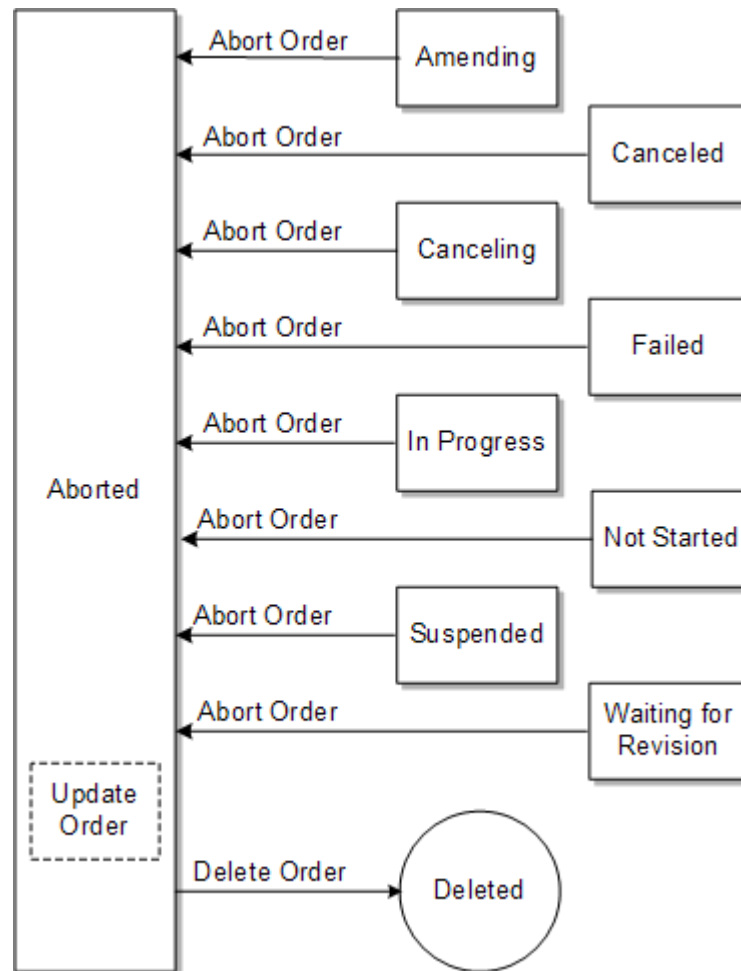 Abort Order
Amending
Abort Order
Canceled
Abort Order
Canceling
Abort Order
Failed
Abort Order
In Progress
Aborted
Abort Order
Not Started
Abort Order
Suspended
Abort Order
Waiting for
Revision
Update
Order
Delete Order
Deleted